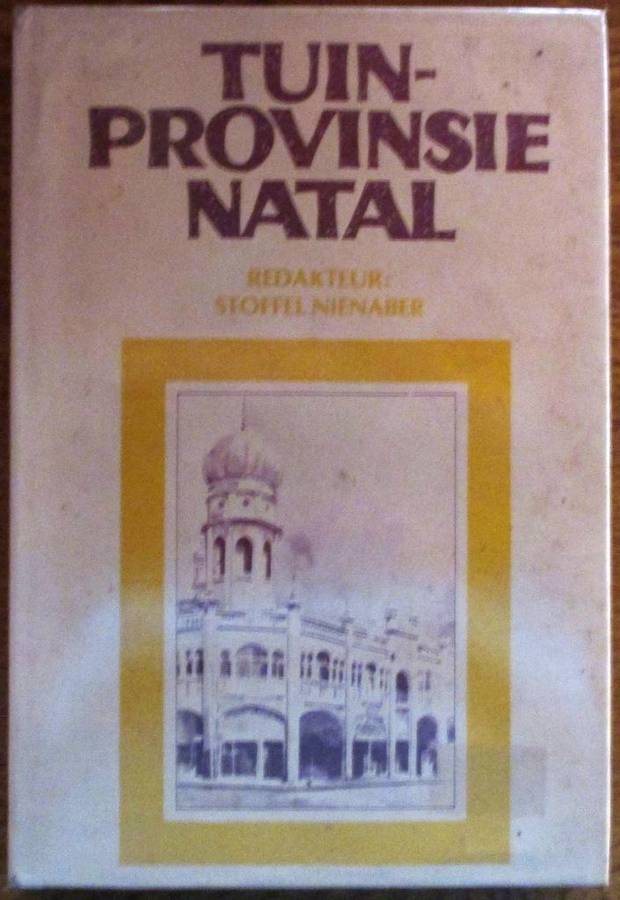 TUIN-
PROVINSIE
NATAL
REDAKTEUR:
STOFFEL NIENABER